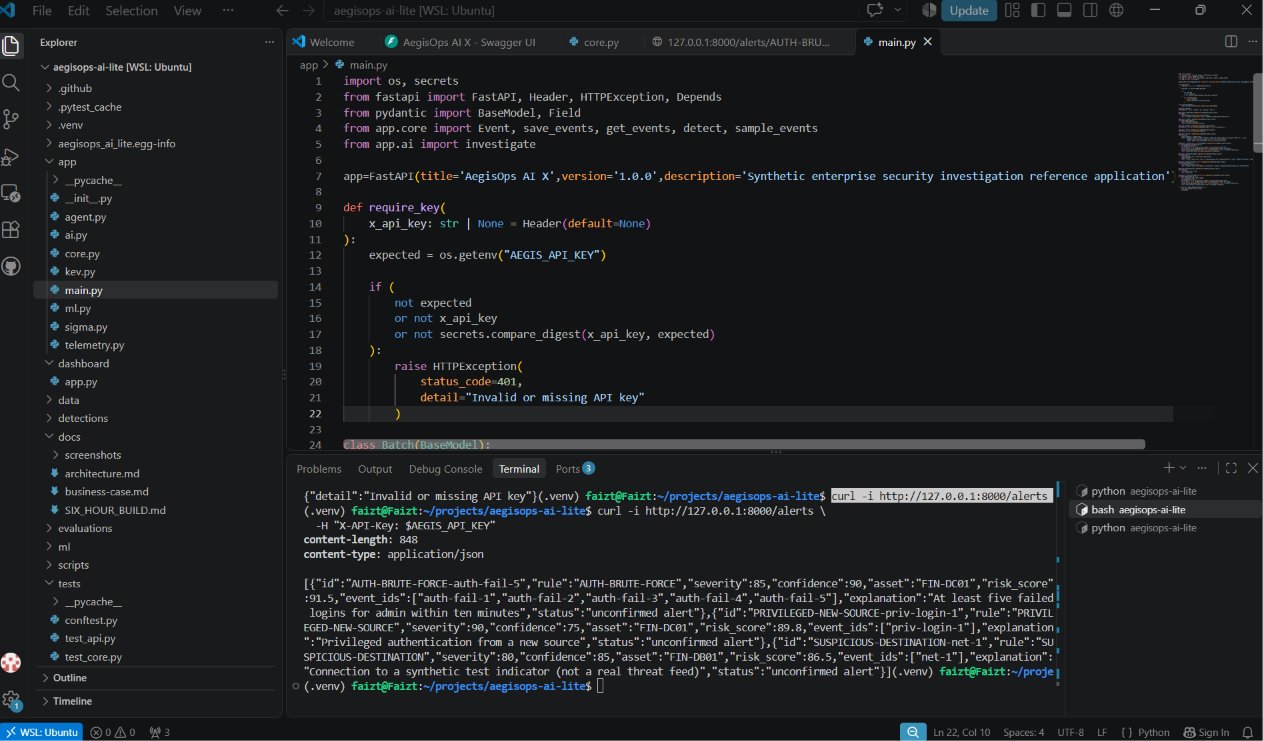 File Edit Selection View ··· aegisops-ai-lite [WSL: Ubuntu] Update
Explorer ···
aegisops-ai-lite [WSL: Ubuntu]
.github
.pytest_cache
.venv
aegisops_ai_lite.egg-info
app
__pycache__
__init__.py
agent.py
ai.py
core.py
kev.py
main.py
ml.py
sigma.py
telemetry.py
dashboard
app.py
data
detections
docs
screenshots
architecture.md
business-case.md
SIX_HOUR_BUILD.md
evaluations
ml
scripts
tests
__pycache__
conftest.py
test_api.py
test_core.py
Outline
Timeline
Welcome AegisOps AI X - Swagger UI core.py 127.0.0.1:8000/alerts/AUTH-BRU... main.py
app > main.py
1 import os, secrets
2 from fastapi import FastAPI, Header, HTTPException, Depends
3 from pydantic import BaseModel, Field
4 from app.core import Event, save_events, get_events, detect, sample_events
5 from app.ai import investigate
6
7 app=FastAPI(title='AegisOps AI X',version='1.0.0',description='Synthetic enterprise security investigation reference application'
8
9 def require_key(
10 x_api_key: str | None = Header(default=None)
11 ):
12 expected = os.getenv("AEGIS_API_KEY")
13
14 if (
15 not expected
16 or not x_api_key
17 or not secrets.compare_digest(x_api_key, expected)
18 ):
19 raise HTTPException(
20 status_code=401,
21 detail="Invalid or missing API key"
22 )
23
24 class Batch(BaseModel):
Problems Output Debug Console Terminal Ports 3
{"detail":"Invalid or missing API key"}(.venv) faizt@Faizt:~/projects/aegisops-ai-lite$ curl -i http://127.0.0.1:8000/alerts
(.venv) faizt@Faizt:~/projects/aegisops-ai-lite$ curl -i http://127.0.0.1:8000/alerts \
-H "X-API-Key: $AEGIS_API_KEY"
content-length: 848
content-type: application/json
[{"id":"AUTH-BRUTE-FORCE-auth-fail-5","rule":"AUTH-BRUTE-FORCE","severity":85,"confidence":90,"asset":"FIN-DC01","risk_score"
:91.5,"event_ids":["auth-fail-1","auth-fail-2","auth-fail-3","auth-fail-4","auth-fail-5"],"explanation":"At least five failed
logins for admin within ten minutes","status":"unconfirmed alert"},{"id":"PRIVILEGED-NEW-SOURCE-priv-login-1","rule":"PRIVIL
EGED-NEW-SOURCE","severity":90,"confidence":75,"asset":"FIN-DC01","risk_score":89.8,"event_ids":["priv-login-1"],"explanation
":"Privileged authentication from a new source","status":"unconfirmed alert"},{"id":"SUSPICIOUS-DESTINATION-net-1","rule":"SU
SPICIOUS-DESTINATION","severity":80,"confidence":85,"asset":"FIN-DB01","risk_score":86.5,"event_ids":["net-1"],"explanation":
"Connection to a synthetic test indicator (not a real threat feed)","status":"unconfirmed alert"}](.venv) faizt@Faizt:~/proje
(.venv) faizt@Faizt:~/projects/aegisops-ai-lite$
python aegisops-ai-lite
bash aegisops-ai-lite
python aegisops-ai-lite
1
WSL: Ubuntu 0 0 3 Ln 22, Col 10 Spaces: 4 UTF-8 LF {} Python Sign In